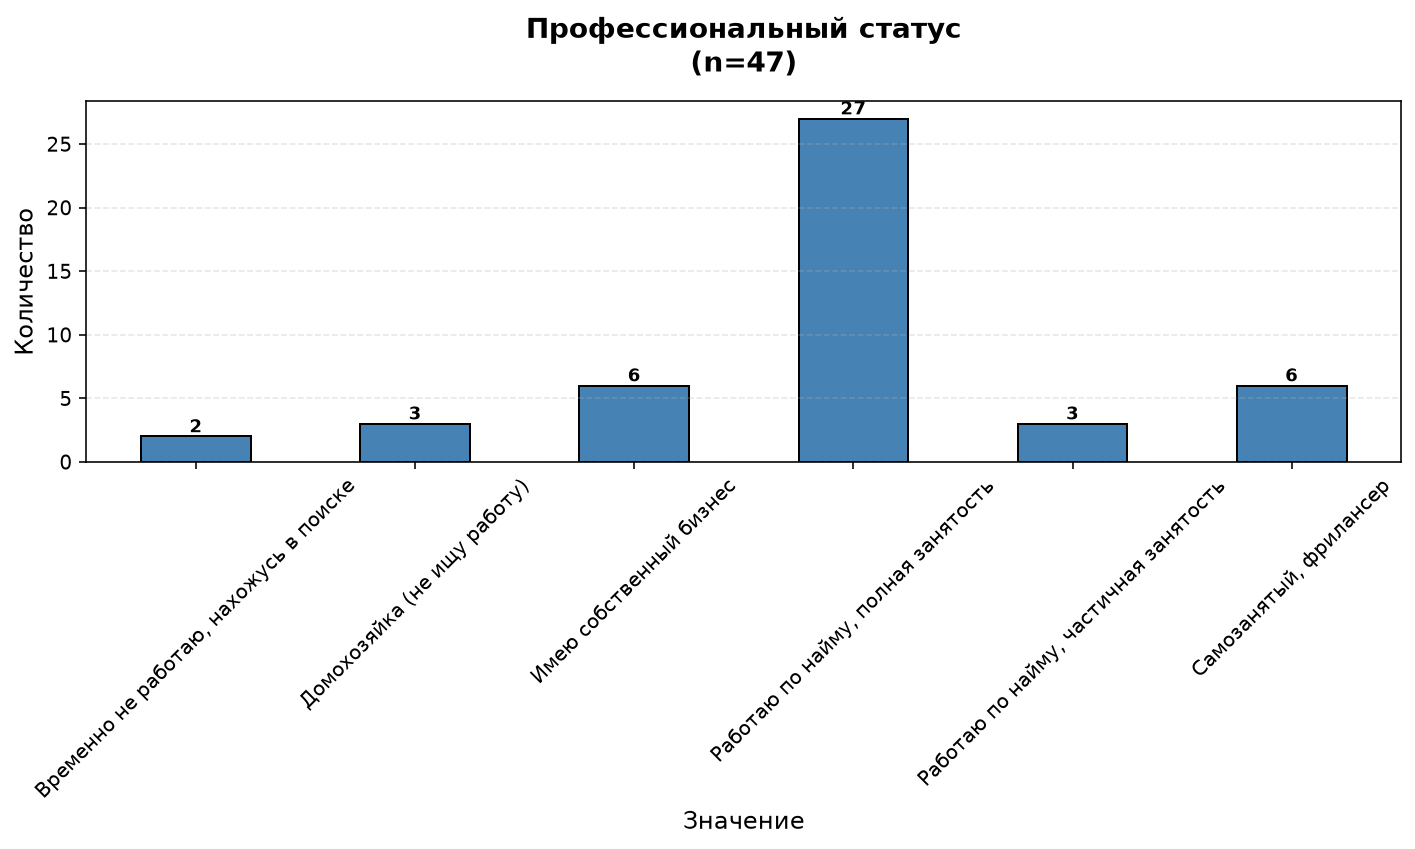 Профессиональный статус
(n=47)
Количество
25
20
15
10
5
0
2
3
6
27
3
6
Временно не работаю, нахожусь в поиске
Домохозяйка (не ищу работу)
Имею собственный бизнес
Работаю по найму, полная занятость
Работаю по найму, частичная занятость
Самозанятый, фрилансер
Значение